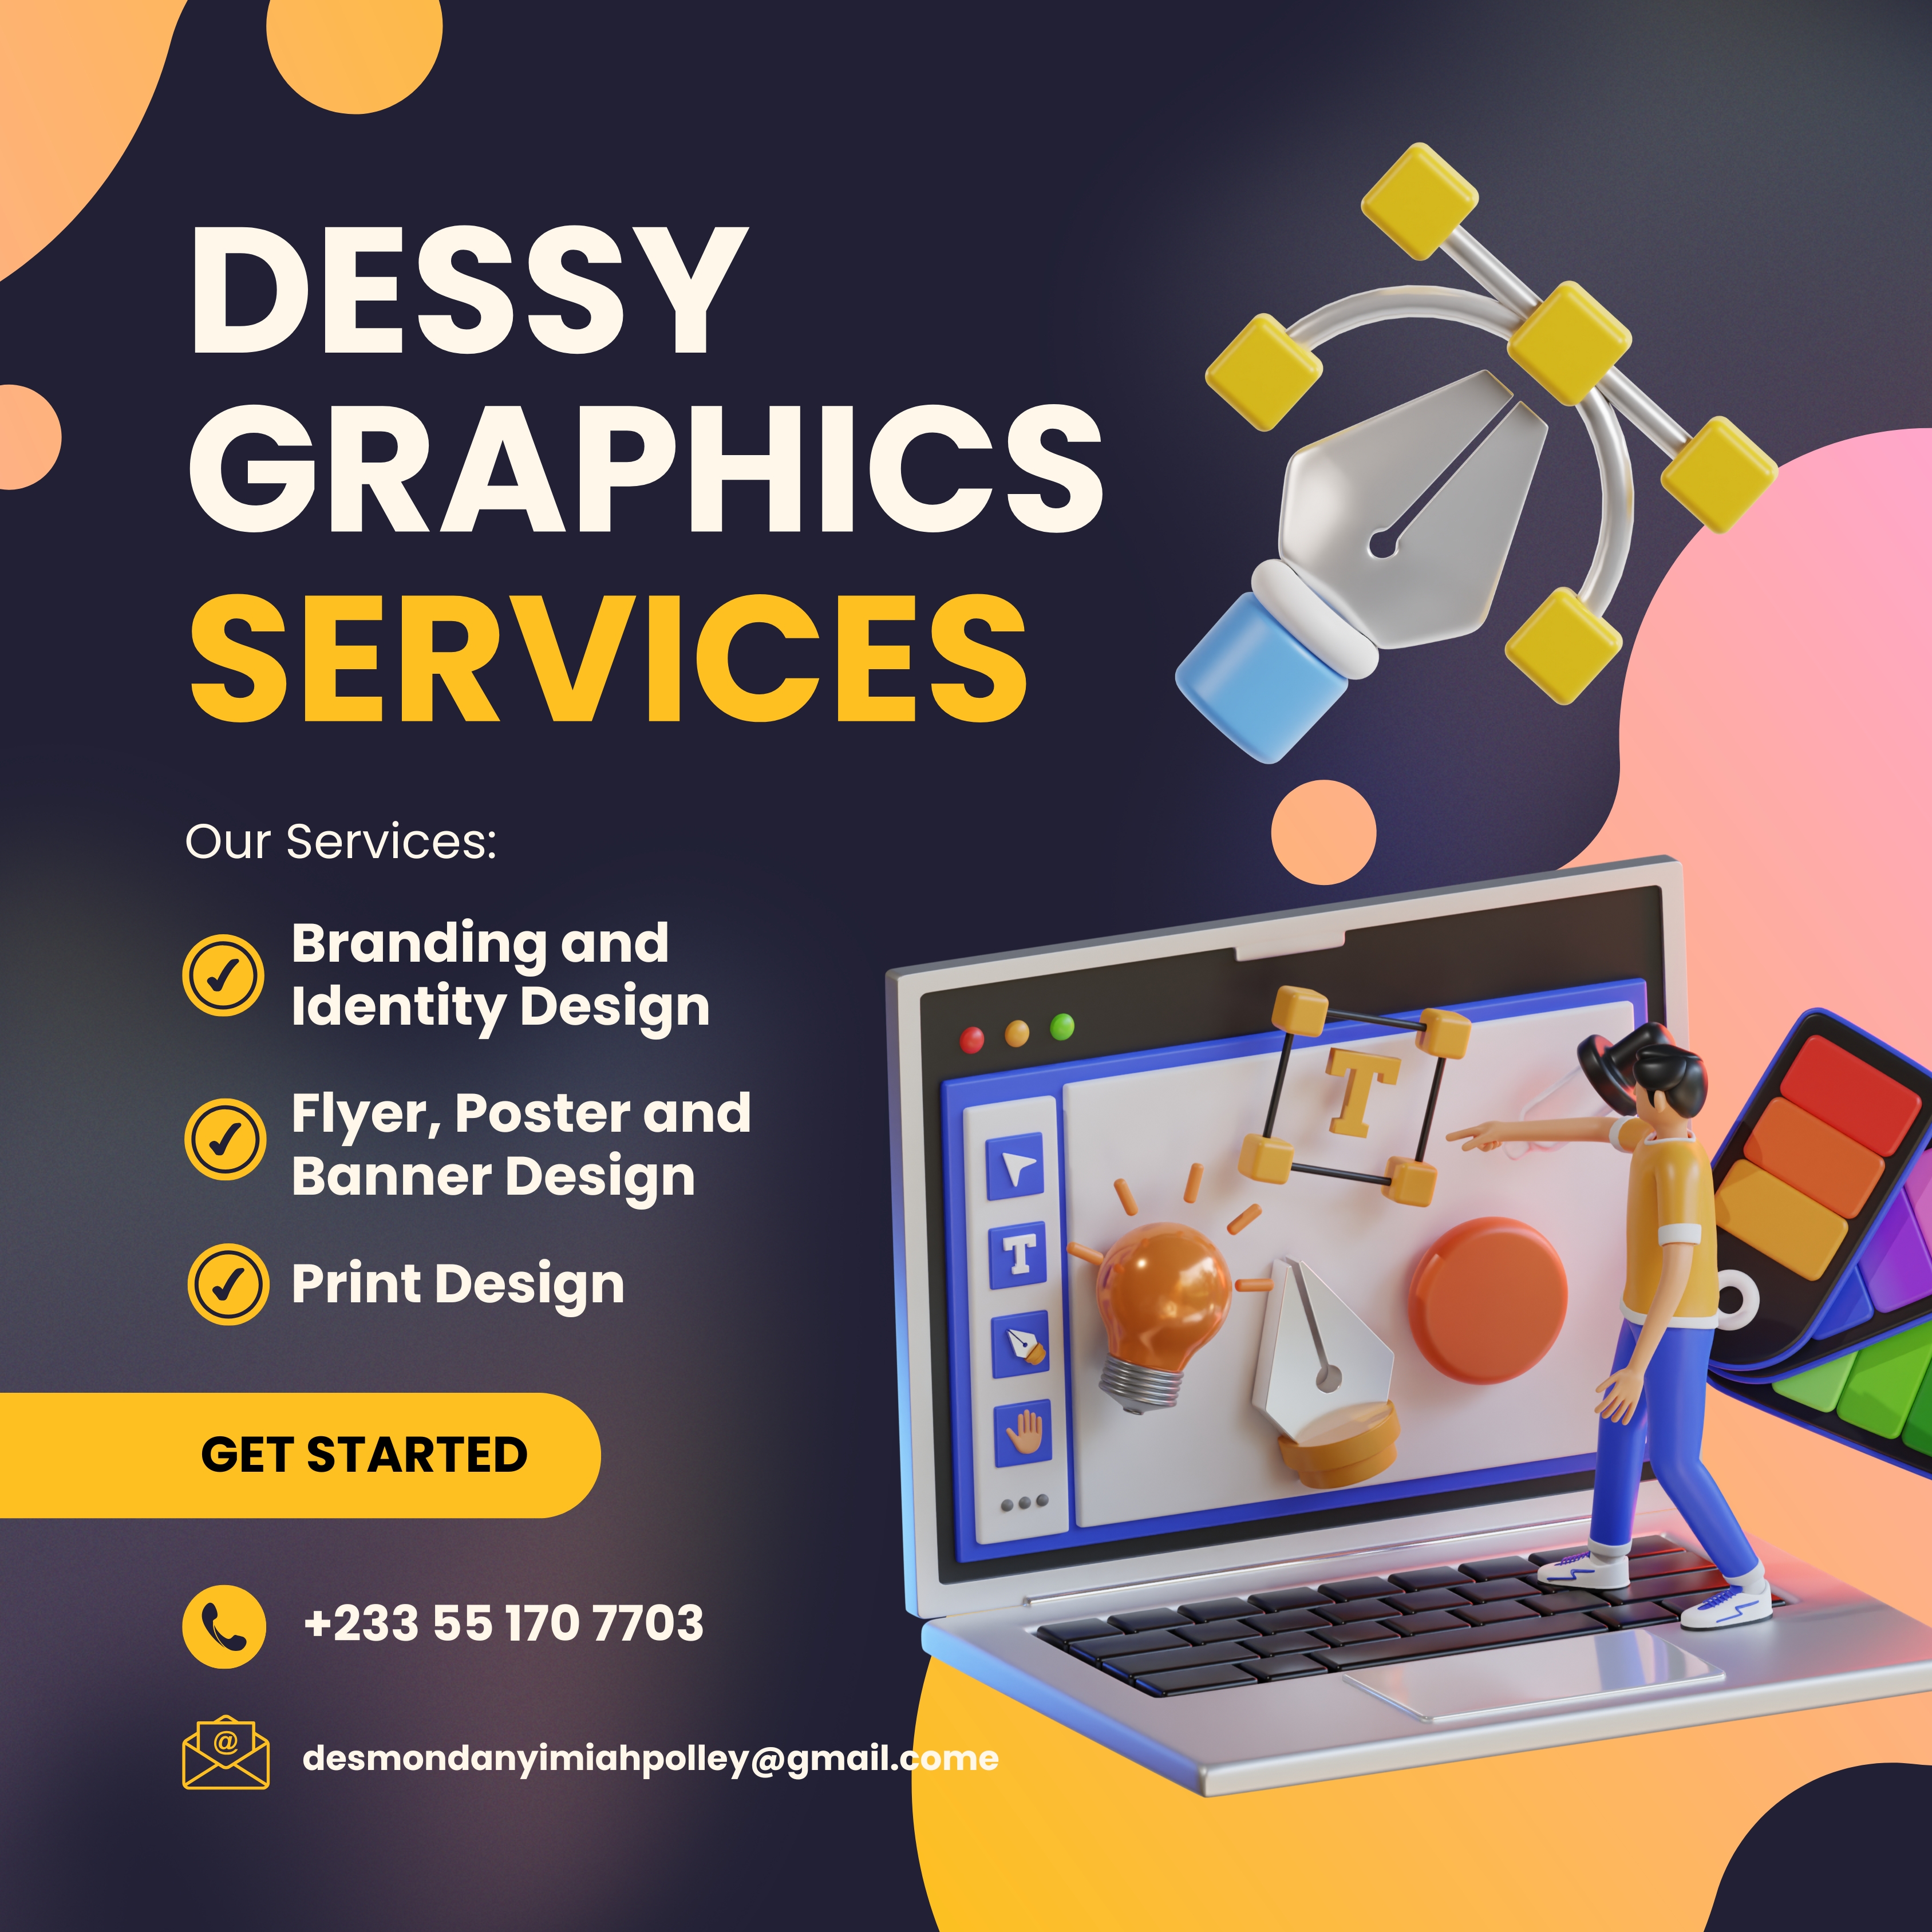 DESSY
GRAPHICS
SERVICES
Our Services:
Branding and
Identity Design
Flyer, Poster and
Banner Design
Print Design
GET STARTED
+233 55 170 7703
@
desmondanyimiahpolley@gmail.come
T
T